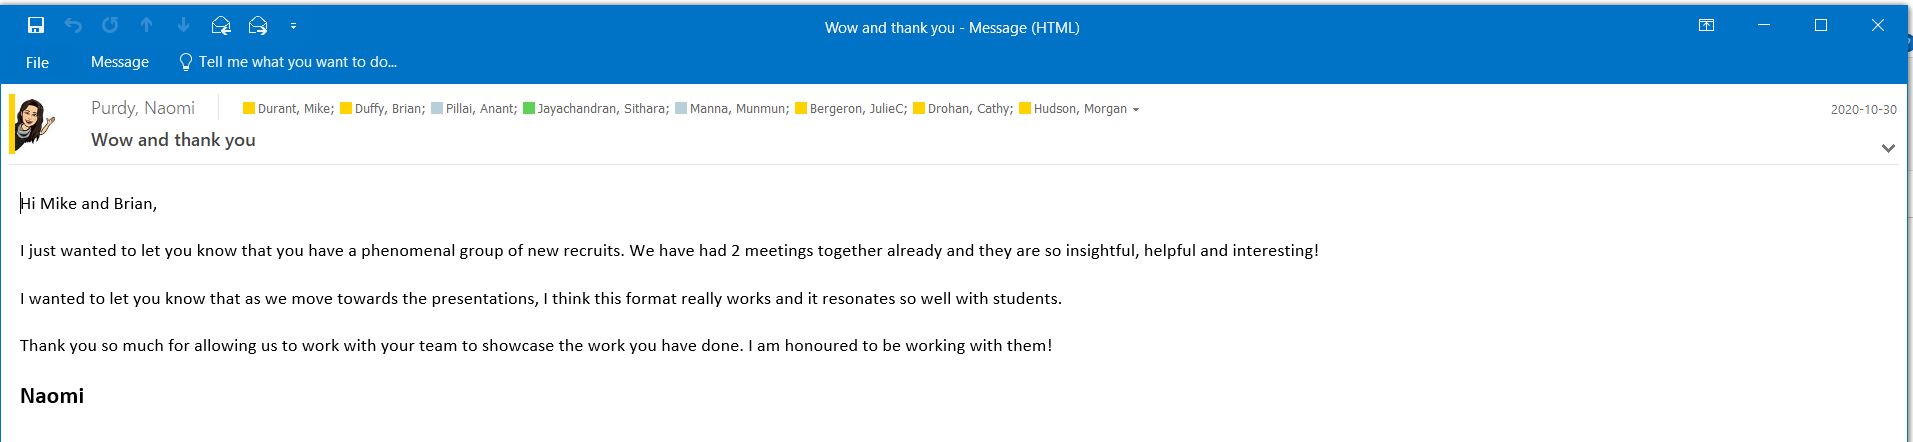 Wow and thank you - Message (HTML)
File Message Tell me what you want to do...
Purdy, Naomi Durant, Mike; Duffy, Brian; Pillai, Anant; Jayachandran, Sithara; Manna, Munmun; Bergeron, JulieC; Drohan, Cathy; Hudson, Morgan 2020-10-30
Wow and thank you
Hi Mike and Brian,
I just wanted to let you know that you have a phenomenal group of new recruits. We have had 2 meetings together already and they are so insightful, helpful and interesting!
I wanted to let you know that as we move towards the presentations, I think this format really works and it resonates so well with students.
Thank you so much for allowing us to work with your team to showcase the work you have done. I am honoured to be working with them!
Naomi